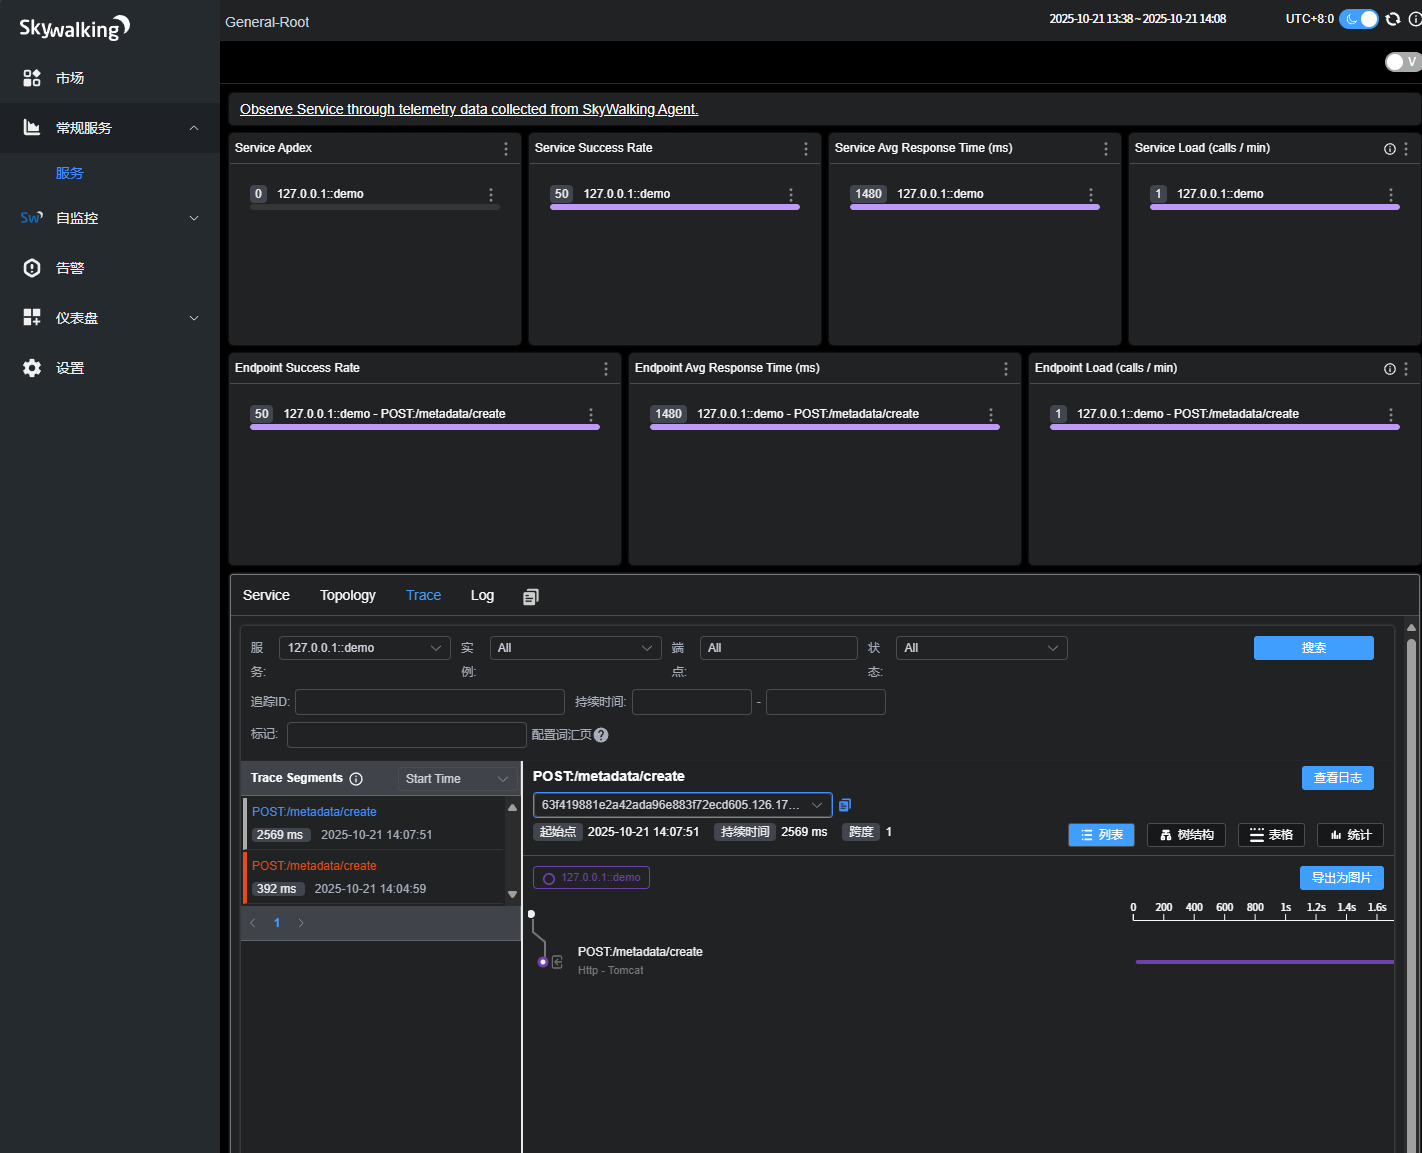 Skywalking
General-Root
2025-10-21 13:38 ~ 2025-10-21 14:08
UTC+8:0
V
市场
常规服务
服务
Sw
自监控
告警
仪表盘
设置
Observe Service through telemetry data collected from SkyWalking Agent.
Service Apdex
0 127.0.0.1::demo
Service Success Rate
50 127.0.0.1::demo
Service Avg Response Time (ms)
1480 127.0.0.1::demo
Service Load (calls / min)
1 127.0.0.1::demo
Endpoint Success Rate
50 127.0.0.1::demo - POST:/metadata/create
Endpoint Avg Response Time (ms)
1480 127.0.0.1::demo - POST:/metadata/create
Endpoint Load (calls / min)
1 127.0.0.1::demo - POST:/metadata/create
Service Topology Trace Log
服务: 127.0.0.1::demo 实例: All 端点: All 状态: All 搜索
追踪ID: 持续时间: -
标记: 配置词汇页 ?
Trace Segments Start Time
POST:/metadata/create
2569 ms 2025-10-21 14:07:51
POST:/metadata/create
392 ms 2025-10-21 14:04:59
1
POST:/metadata/create 查看日志
63f419881e2a42ada96e883f72ecd605.126.17...
起始点 2025-10-21 14:07:51 持续时间 2569 ms 跨度 1
列表 树结构 表格 统计
127.0.0.1::demo 导出为图片
0 200 400 600 800 1s 1.2s 1.4s 1.6s
POST:/metadata/create
Http - Tomcat